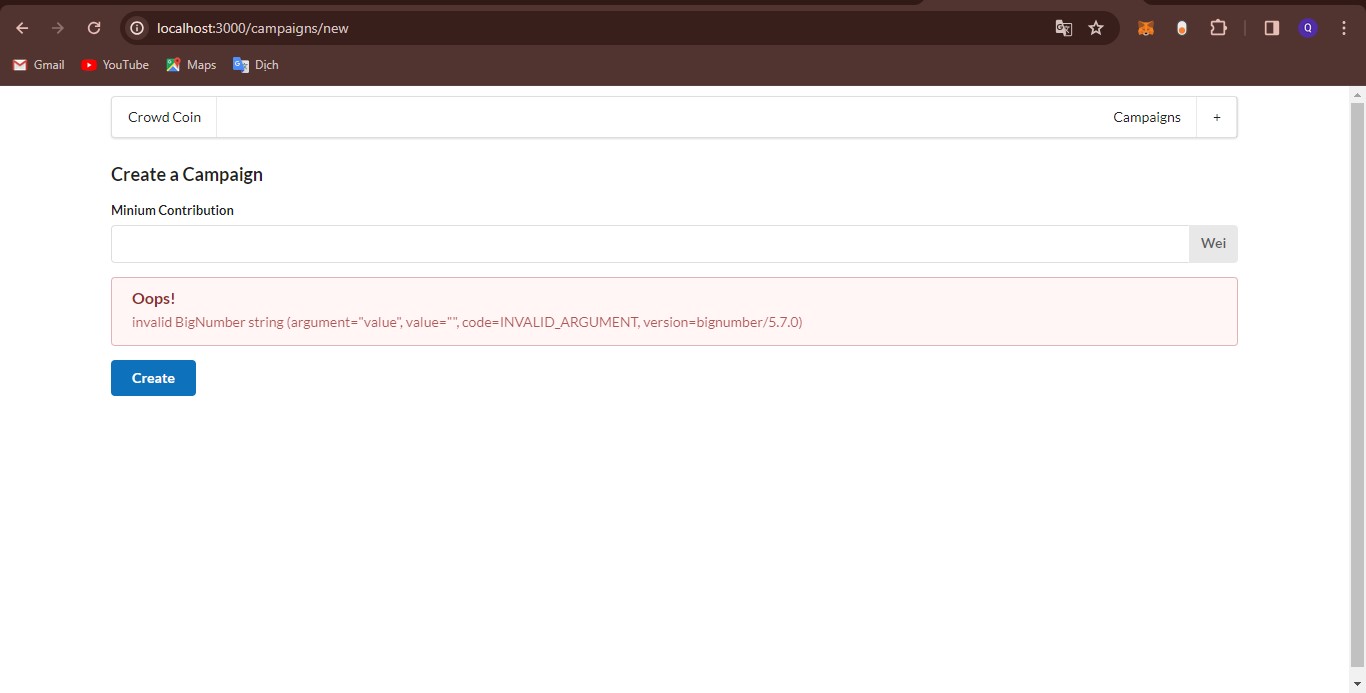 localhost:3000/campaigns/new
Q
Gmail YouTube Maps Dịch
Crowd Coin Campaigns +
Create a Campaign
Minium Contribution
Wei
Oops!
invalid BigNumber string (argument="value", value="", code=INVALID_ARGUMENT, version=bignumber/5.7.0)
Create